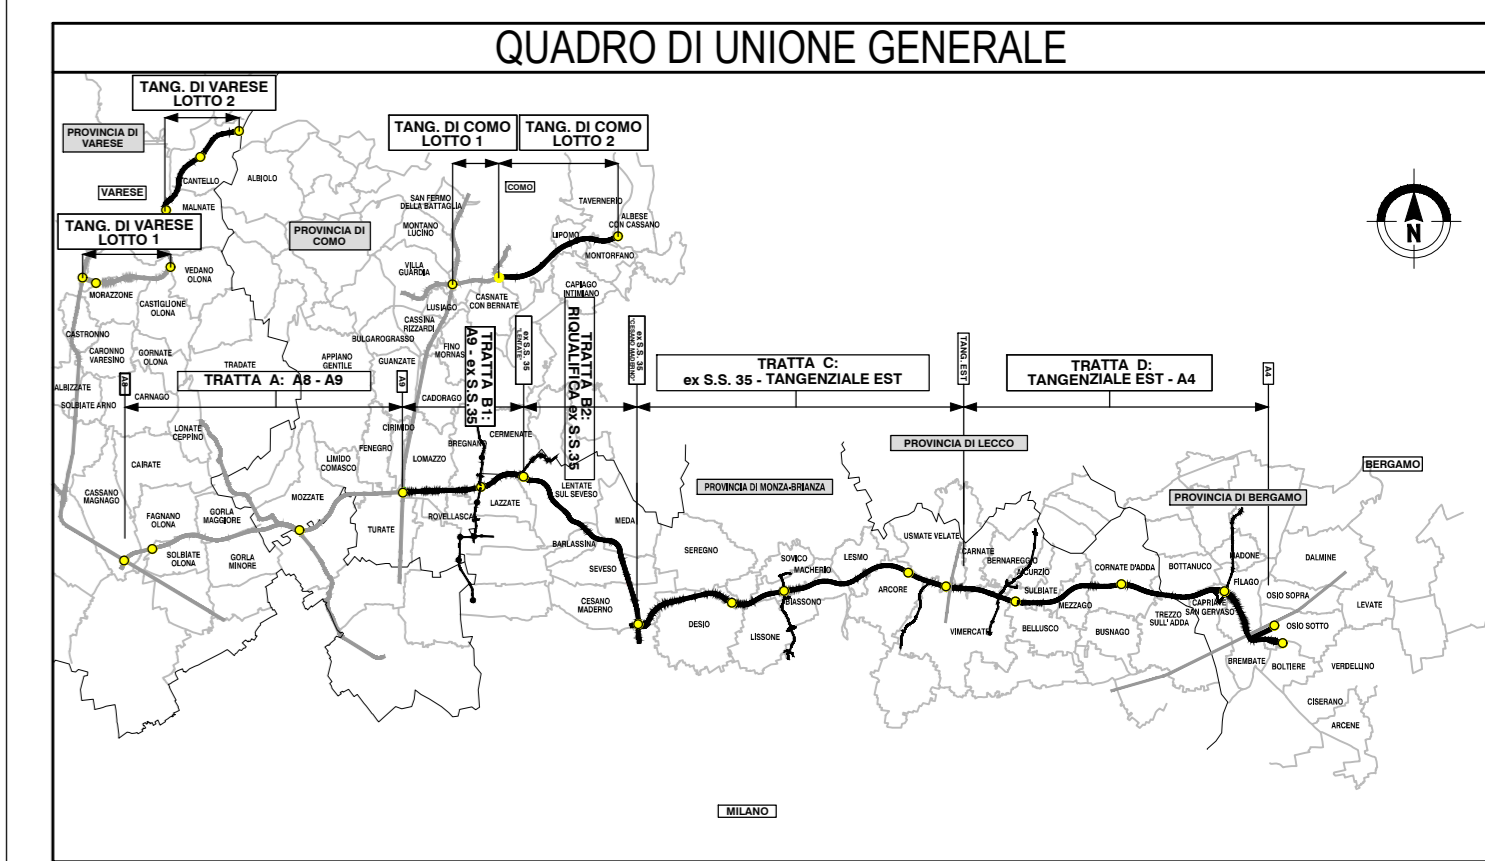 QUADRO DI UNIONE GENERALE
TANG. DI VARESE
LOTTO 2
PROVINCIA DI
VARESE
TANG. DI COMO
LOTTO 1
TANG. DI COMO
LOTTO 2
CANTELLO
ALBIOLO
VARESE
COMO
MALNATE
SAN FERMO
DELLA BATTAGLIA
TAVERNERIO
ALBESE
CON CASSANO
TANG. DI VARESE
LOTTO 1
PROVINCIA DI
COMO
MONTANO
LUCINO
LIPOMO
MONTORFANO
N
VEDANO
OLONA
VILLA
GUARDIA
MORAZZONE
CASTIGLIONE
OLONA
LUSIAGO
CASNATE
CON BERNATE
CAPIAGO
INTIMIANO
CASTRONNO
CASSINA
RIZZARDI
BULGAROGRASSO
FINO
MORNAS
CARONNO
VARESINO
GORNATE
OLONA
TRADATE
APPIANO
GENTILE
GUANZATE
TRATTA B1:
A9 - ex S.S.35
ex S.S. 35
"LENTATE"
TRATTA B2:
RIQUALIFICA ex S.S.35
ex S.S. 35
"CESANO MADERNO"
TRATTA C:
ex S.S. 35 - TANGENZIALE EST
TANG. EST
TRATTA D:
TANGENZIALE EST - A4
A4
ALBIZZATE
A8
TRATTA A: A8 - A9
A9
SOLBIATE ARNO
CARNAGO
CADORAGO
LONATE
CEPPINO
CIRIMIDO
FENEGRO
BREGNANO
CERMENATE
PROVINCIA DI LECCO
CAIRATE
LIMIDO
COMASCO
LOMAZZO
BERGAMO
CASSANO
MAGNAGO
MOZZATE
LENTATE
SUL SEVESO
PROVINCIA DI MONZA-BRIANZA
PROVINCIA DI BERGAMO
FAGNANO
OLONA
GORLA
MAGGIORE
TURATE
ROVELLASCA
LAZZATE
MEDA
SOLBIATE
OLONA
GORLA
MINORE
BARLASSINA
SEREGNO
SOVICO
MACHERIO
LESMO
USMATE VELATE
CARNATE
BERNAREGGIO
MADONE
DALMINE
SEVESO
AICURZIO
CORNATE D'ADDA
BOTTANUCO
FILAGO
CESANO
MADERNO
BIASSONO
ARCORE
SULBIATE
MEZZAGO
CAPRIATE
SAN GERVASO
OSIO SOPRA
LEVATE
DESIO
LISSONE
VIMERCATE
BELLUSCO
BUSNAGO
TREZZO
SULL' ADDA
OSIO SOTTO
BREMBATE
BOLTIERE
VERDELLINO
CISERANO
ARCENE
MILANO